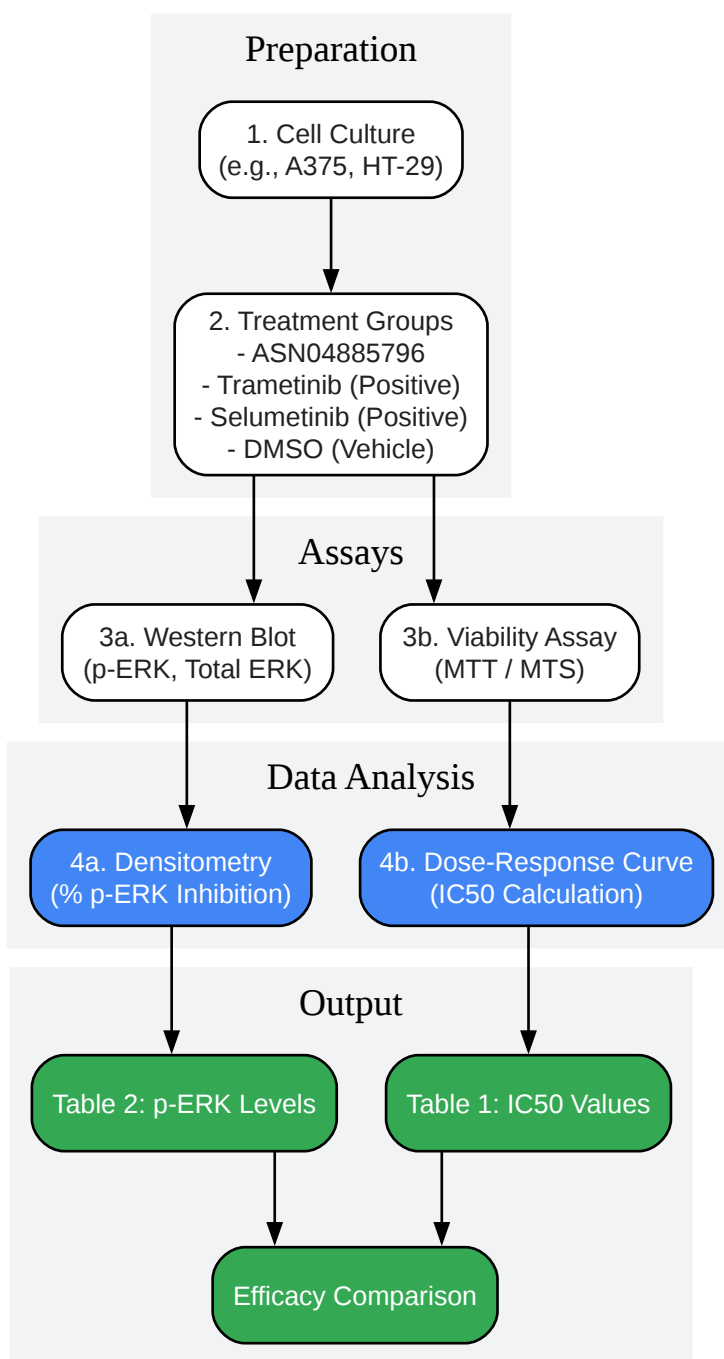 Preparation
1. Cell Culture
(e.g., A375, HT-29)
2. Treatment Groups
- ASN04885796
- Trametinib (Positive)
- Selumetinib (Positive)
- DMSO (Vehicle)
Assays
3a. Western Blot
(p-ERK, Total ERK)
3b. Viability Assay
(MTT / MTS)
Data Analysis
4a. Densitometry
(% p-ERK Inhibition)
4b. Dose-Response Curve
(IC50 Calculation)
Output
Table 2: p-ERK Levels
Table 1: IC50 Values
Efficacy Comparison